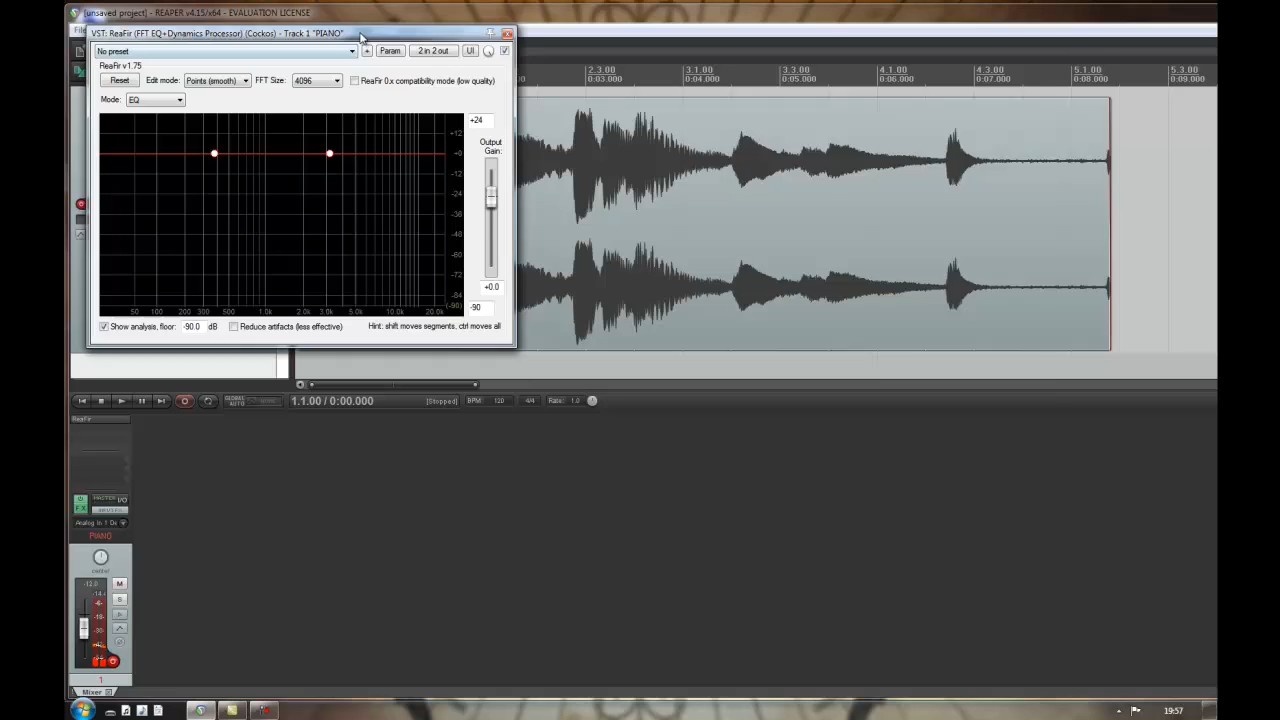 [unsaved project] - REAPER v4.15/x64 - EVALUATION LICENSE
VST: ReaFir (FFT EQ+Dynamics Processor) (Cockos) - Track 1 "PIANO"
No preset
+
Param
2 in 2 out
UI
ReaFir v1.75
Reset
Edit mode:
Points (smooth)
FFT Size:
4096
ReaFir 0.x compatibility mode (low quality)
Mode:
EQ
+24
+12
+0
-12
-24
-36
-48
-60
-72
-84
(-90)
Output
Gain:
+0.0
-90
50 100 200 300 500 1.0k 2.0k 3.0k 5.0k 10.0k 20.0k
Show analysis, floor: -90.0 dB
Reduce artifacts (less effective)
Hint: shift moves segments, ctrl moves all
2.3.00
0:03.000
3.1.00
0:04.000
3.3.00
0:05.000
4.1.00
0:06.000
4.3.00
0:07.000
5.1.00
0:08.000
5.3.00
0:09.000
GLOBAL
AUTO
1.1.00 / 0:00.000
[Stopped]
BPM:
120
4/4
Rate:
1.0
ReaFir
MASTER
I/O
FX
Analog In 1
PIANO
center
-12.0
M
S
1
Mixer
19:57